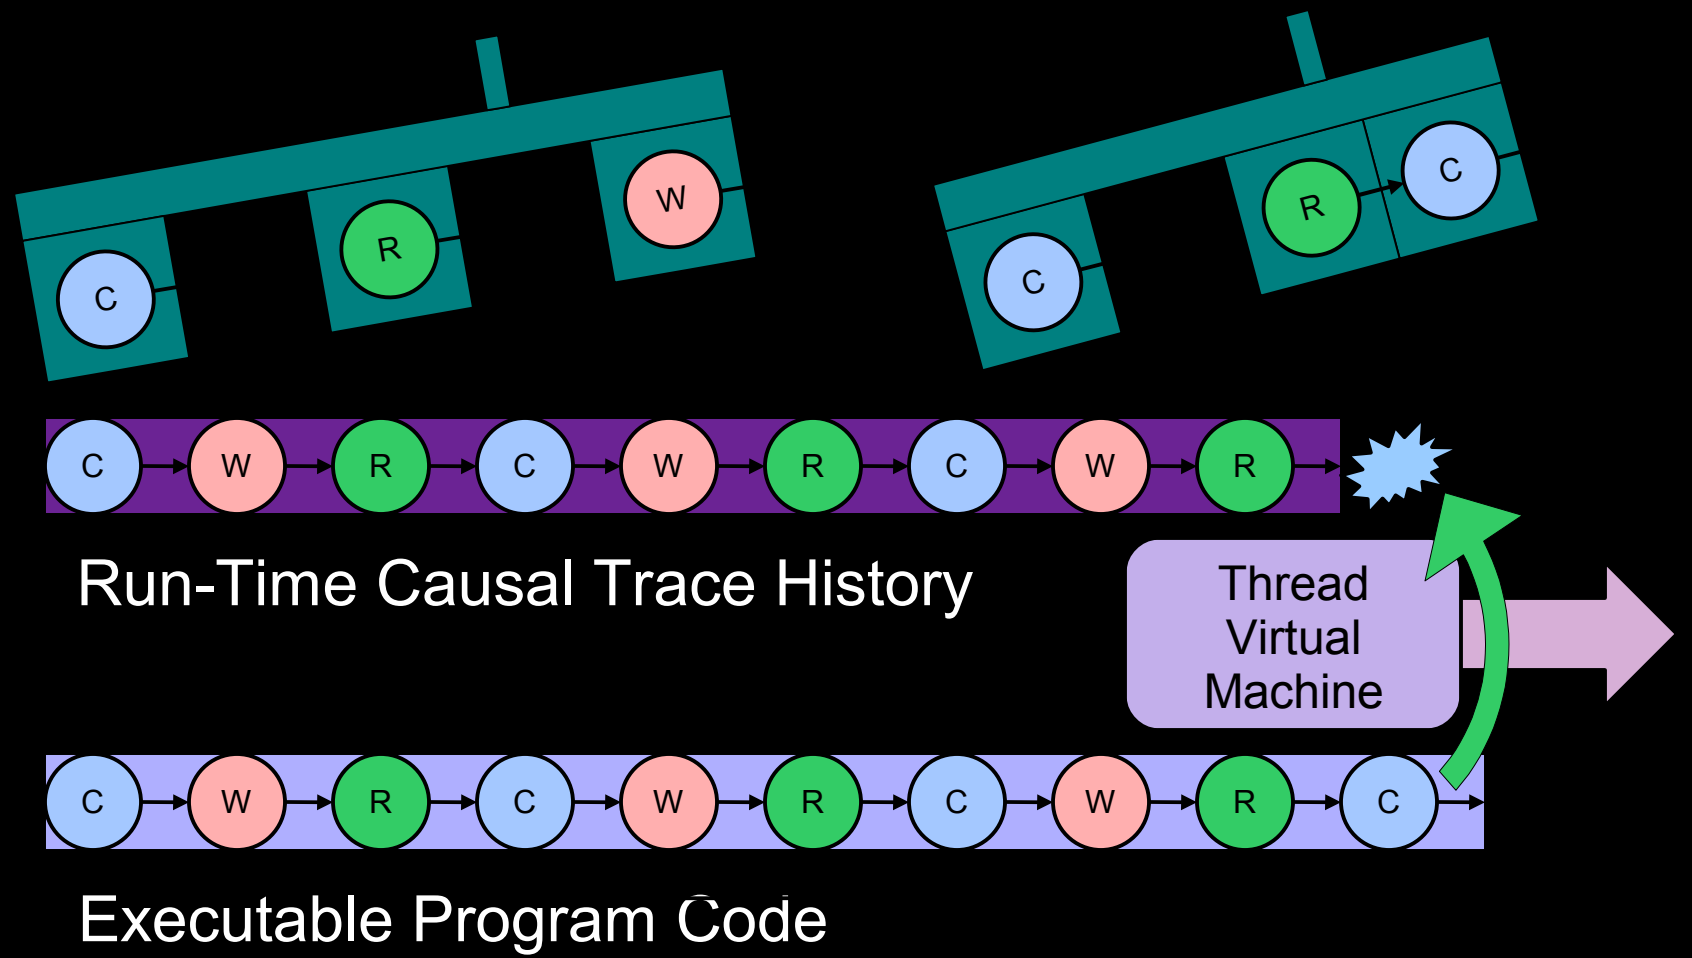 C R W
C R C
C W R C W R C W R
Run-Time Causal Trace History
Thread
Virtual
Machine
C W R C W R C W R C
Executable Program Code